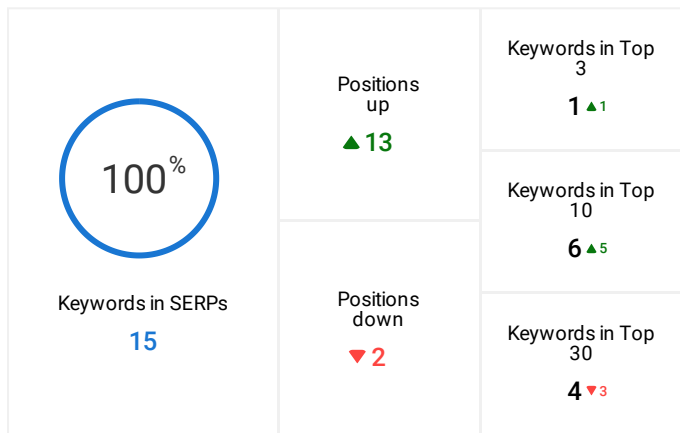 100%
Keywords in SERPs
15
Positions
up
▲ 13
Positions
down
▼ 2
Keywords in Top
3
1 ▲ 1
Keywords in Top
10
6 ▲ 5
Keywords in Top
30
4 ▼ 3